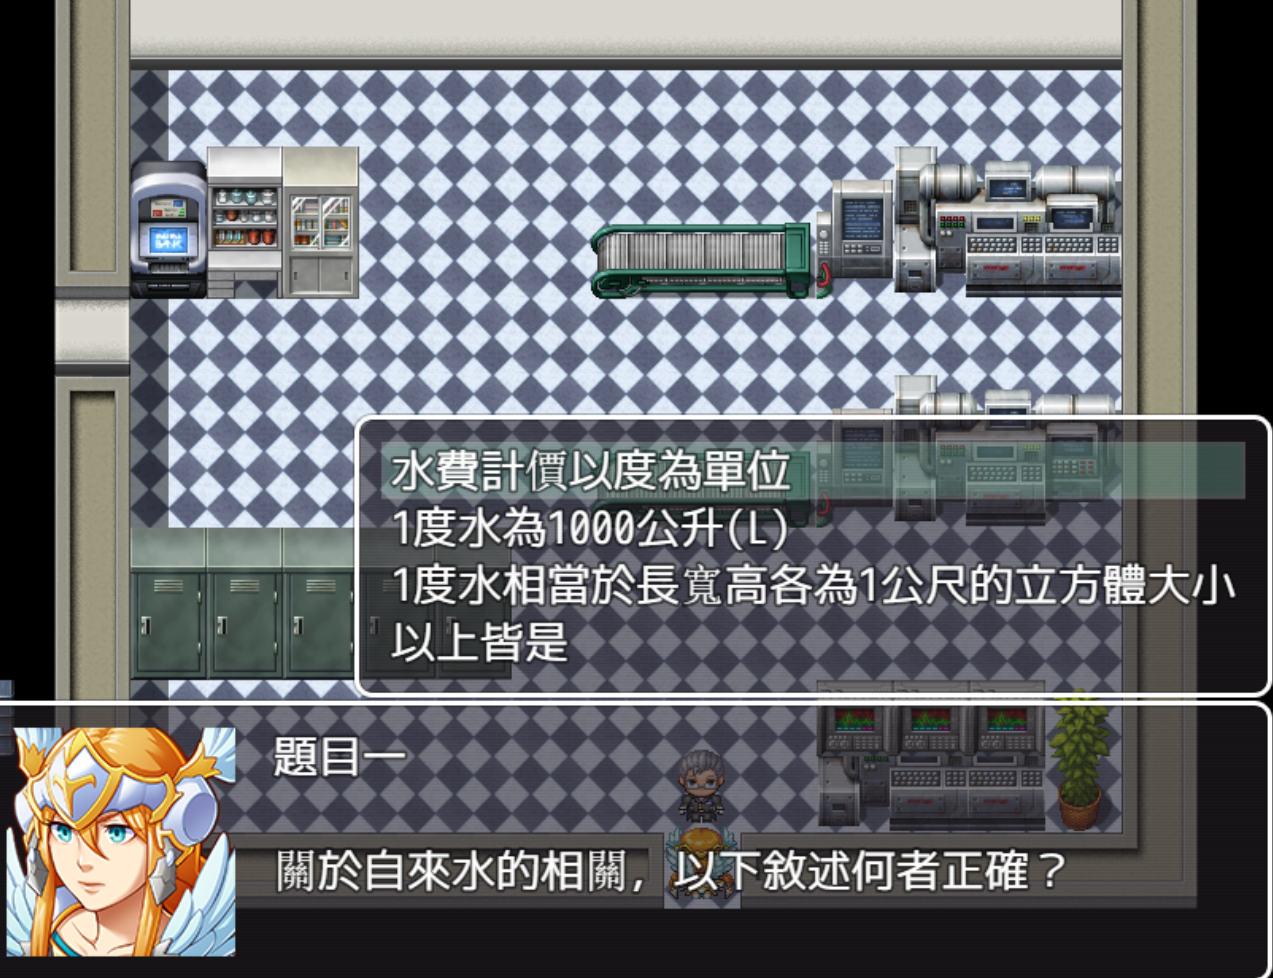 水費計價以度為單位
1度水為1000公升(L)
1度水相當於長寬高各為1公尺的立方體大小
以上皆是
題目一
關於自來水的相關，以下敘述何者正確？